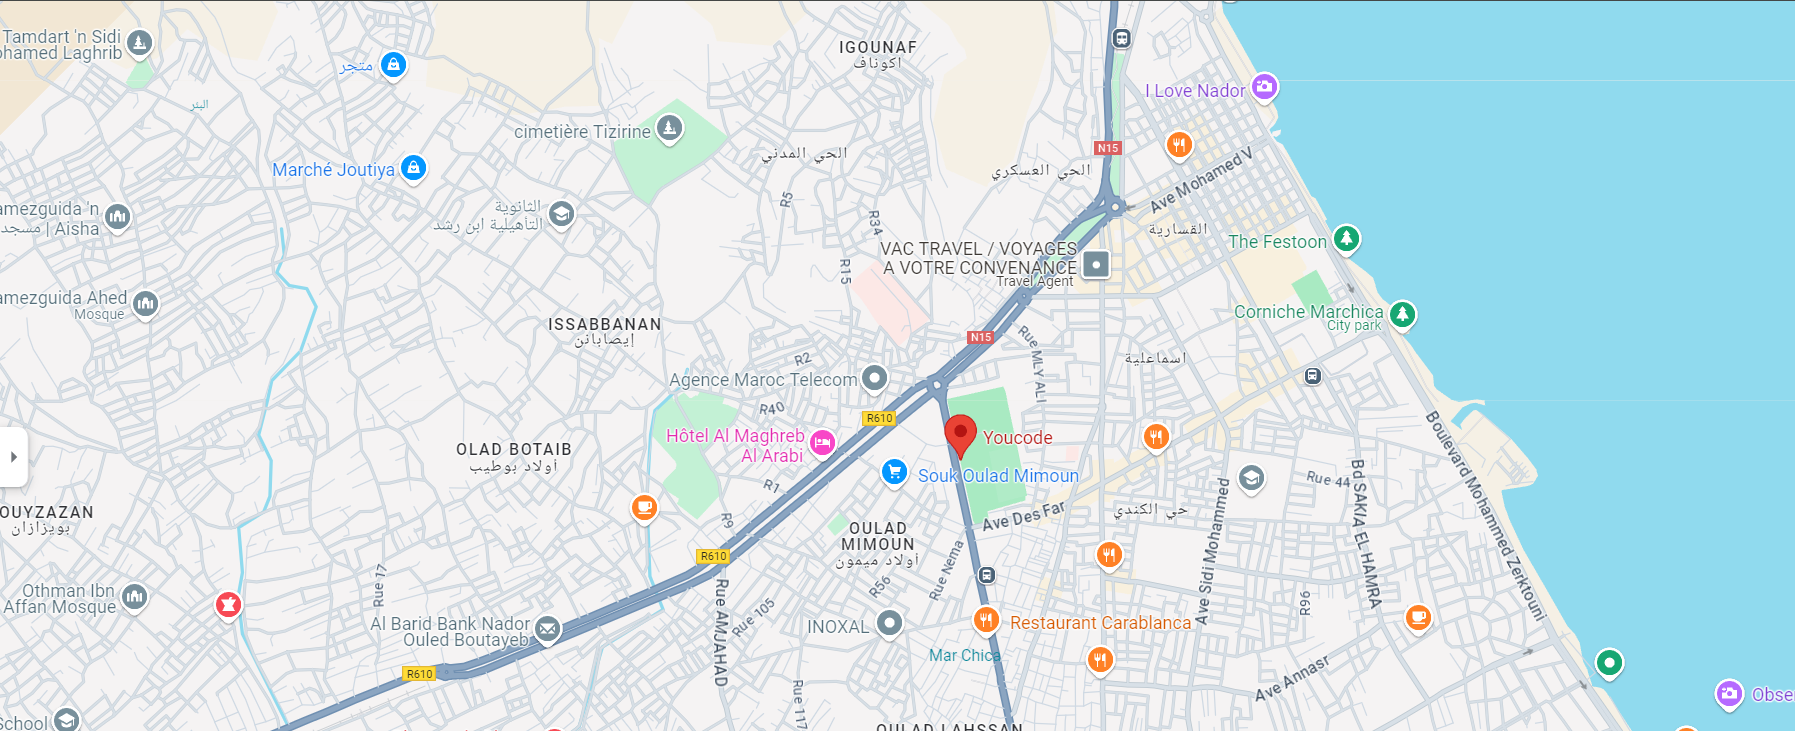 Tamdart 'n Sidi
ohamed Laghrib
متجر
البئر
IGOUNAF
اكوناف
I Love Nador
cimetière Tizirine
الحي المدني
N15
Marché Joutiya
الحي العسكري
Ave Mohamed V
amezguida 'n
مسجد | Aisha
الثانوية
التأهيلية ابن رشد
R5
R34
القسارية
The Festoon
VAC TRAVEL / VOYAGES
A VOTRE CONVENANCE
Travel Agent
R15
amezguida Ahed
Mosque
ISSABBANAN
إيصابانن
N15
Rue MLY ALI
Corniche Marchica
City park
اسماعلية
R2
Agence Maroc Telecom
R40
R610
Hôtel Al Maghreb
Al Arabi
Youcode
Souk Oulad Mimoun
OLAD BOTAIB
أولاد بوطيب
R1
R9
OUYZAZAN
بويزازان
OULAD
MIMOUN
أولاد ميمون
Ave Des Far
حي الكندي
Rue 44
Boulevard Mohammed Zerktouni
Bd SAKIA EL HAMRA
Ave Sidi Mohammed
R610
Rue 17
Rue AMJAHAD
Rue 105
R56
Rue Nema
R96
Othman Ibn
Affan Mosque
Al Barid Bank Nador
Ouled Boutayeb
INOXAL
Restaurant Carablanca
Mar Chica
R610
Rue 117
Ave Annasr
Obser
School
OULAD LAHSSAN